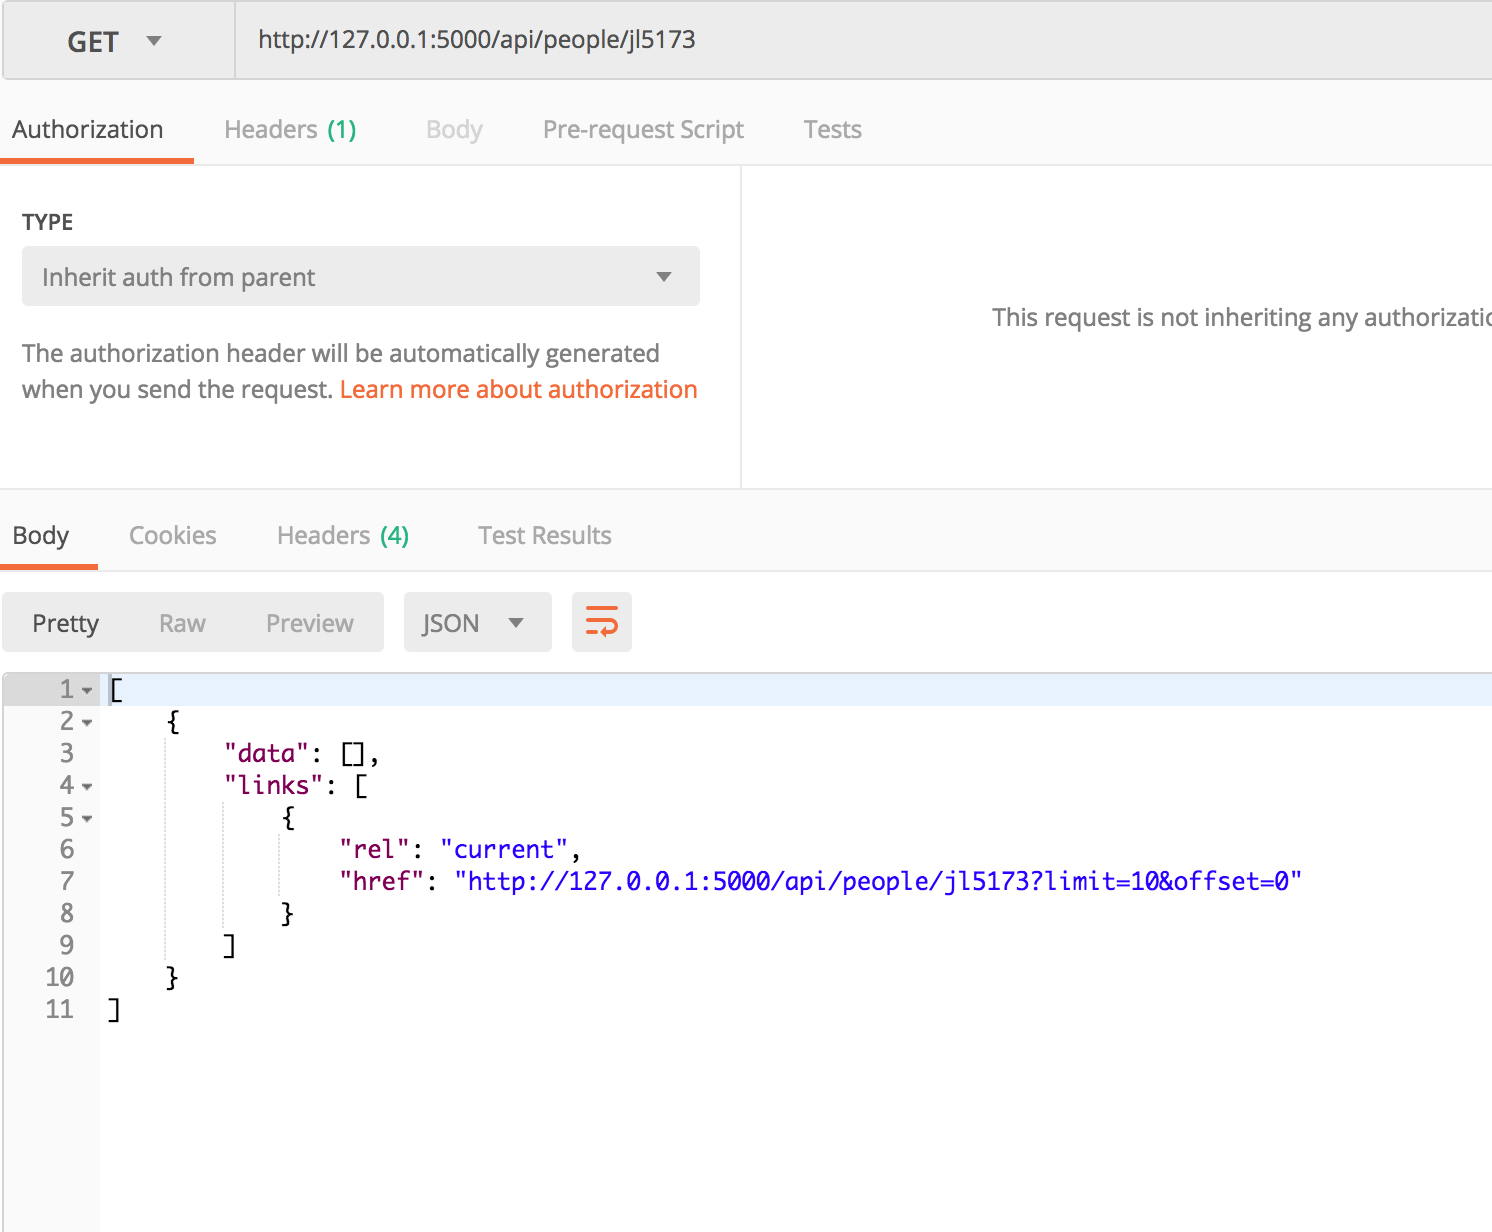 GET http://127.0.0.1:5000/api/people/jl5173
Authorization Headers (1) Body Pre-request Script Tests
TYPE
Inherit auth from parent
This request is not inheriting any authorizatio
The authorization header will be automatically generated
when you send the request. Learn more about authorization
Body Cookies Headers (4) Test Results
Pretty Raw Preview JSON
1 [
2 {
3 "data": [],
4 "links": [
5 {
6 "rel": "current",
7 "href": "http://127.0.0.1:5000/api/people/jl5173?limit=10&offset=0"
8 }
9 ]
10 }
11 ]